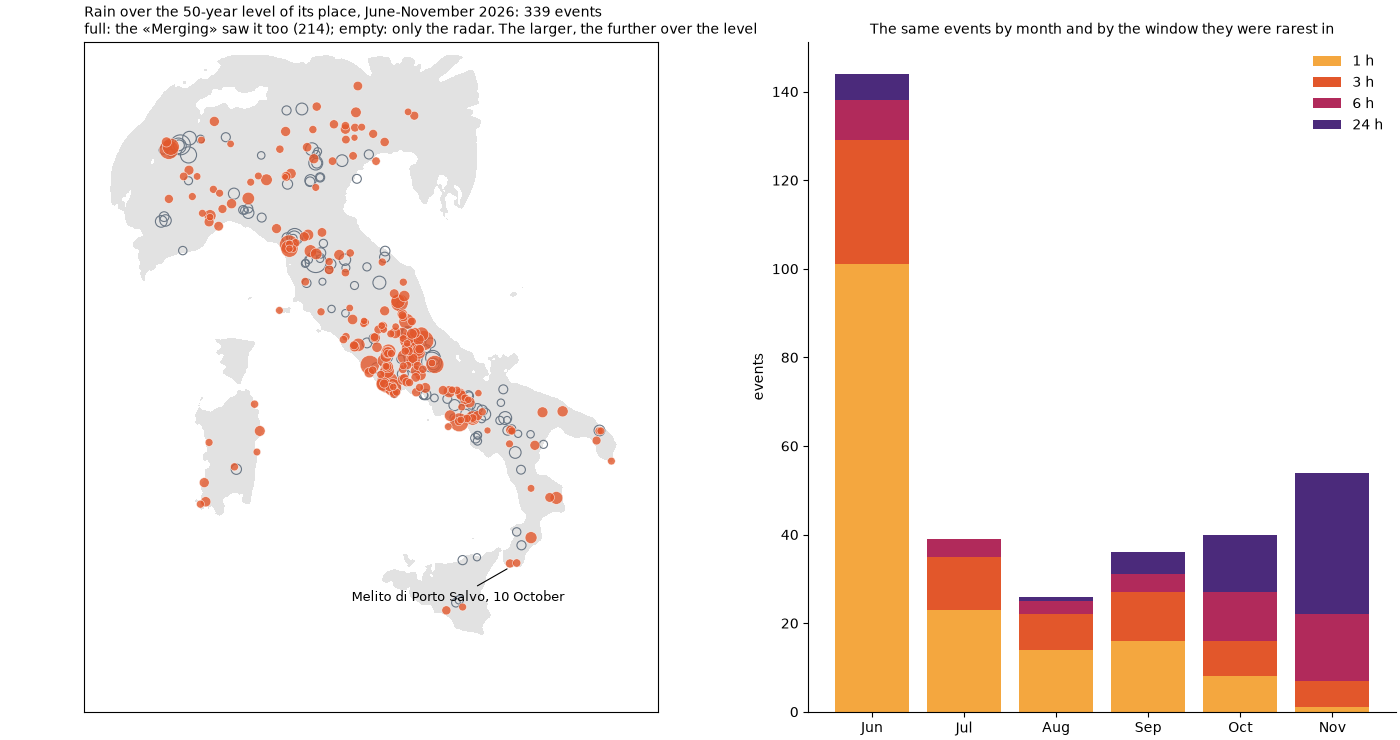 Rain over the 50-year level of its place, June-November 2026: 339 events
full: the «Merging» saw it too (214); empty: only the radar. The larger, the further over the level
Melito di Porto Salvo, 10 October
The same events by month and by the window they were rarest in
1 h
3 h
6 h
24 h
events
140
120
100
80
60
40
20
0
Jun Jul Aug Sep Oct Nov